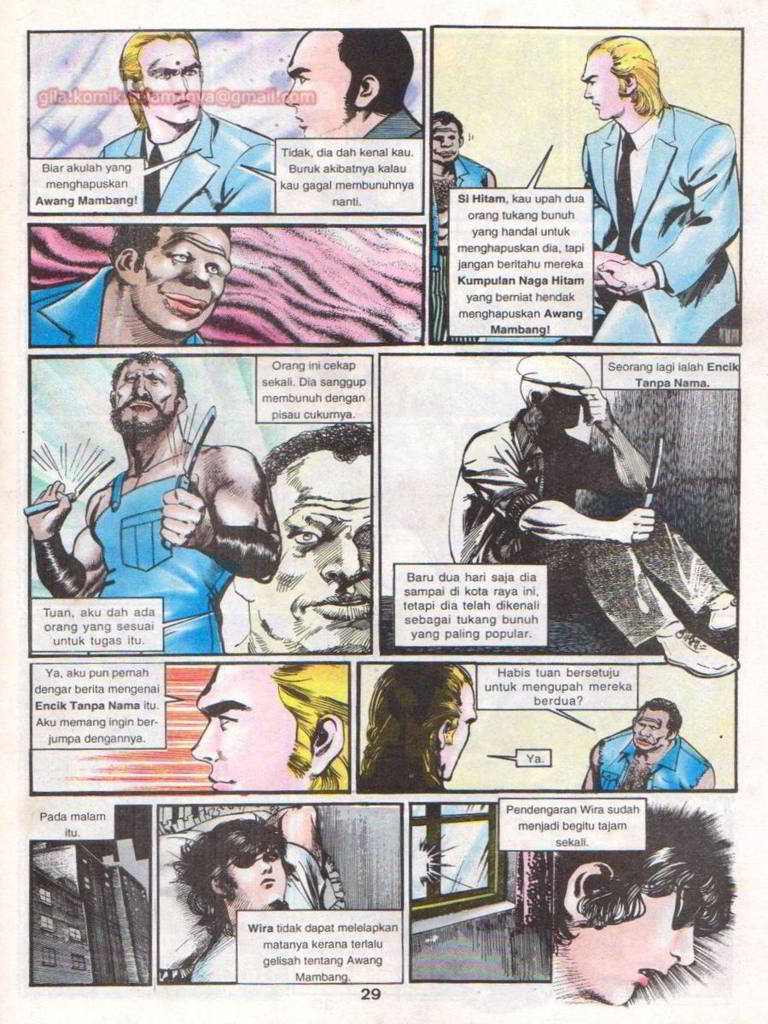 gila.komik.selamanya@gmail.com
Biar akulah yang
menghapuskan
Awang Mambang!
Tidak, dia dah kenal kau.
Buruk akibatnya kalau
kau gagal membunuhnya
nanti.
Si Hitam, kau upah dua
orang tukang bunuh
yang handal untuk
menghapuskan dia, tapi
jangan beritahu mereka
Kumpulan Naga Hitam
yang berniat hendak
menghapuskan Awang
Mambang!
Orang ini cekap
sekali. Dia sanggup
membunuh dengan
pisau cukurnya.
Tuan, aku dah ada
orang yang sesuai
untuk tugas itu.
Seorang lagi ialah Encik
Tanpa Nama.
Baru dua hari saja dia
sampai di kota raya ini,
tetapi dia telah dikenali
sebagai tukang bunuh
yang paling popular.
Ya, aku pun pernah
dengar berita mengenai
Encik Tanpa Nama itu.
Aku memang ingin ber-
jumpa dengannya.
Habis tuan bersetuju
untuk mengupah mereka
berdua?
Ya.
Pada malam
itu.
Wira tidak dapat melelapkan
matanya kerana terlalu
gelisah tentang Awang
Mambang.
Pendengaran Wira sudah
menjadi begitu tajam
sekali.
29